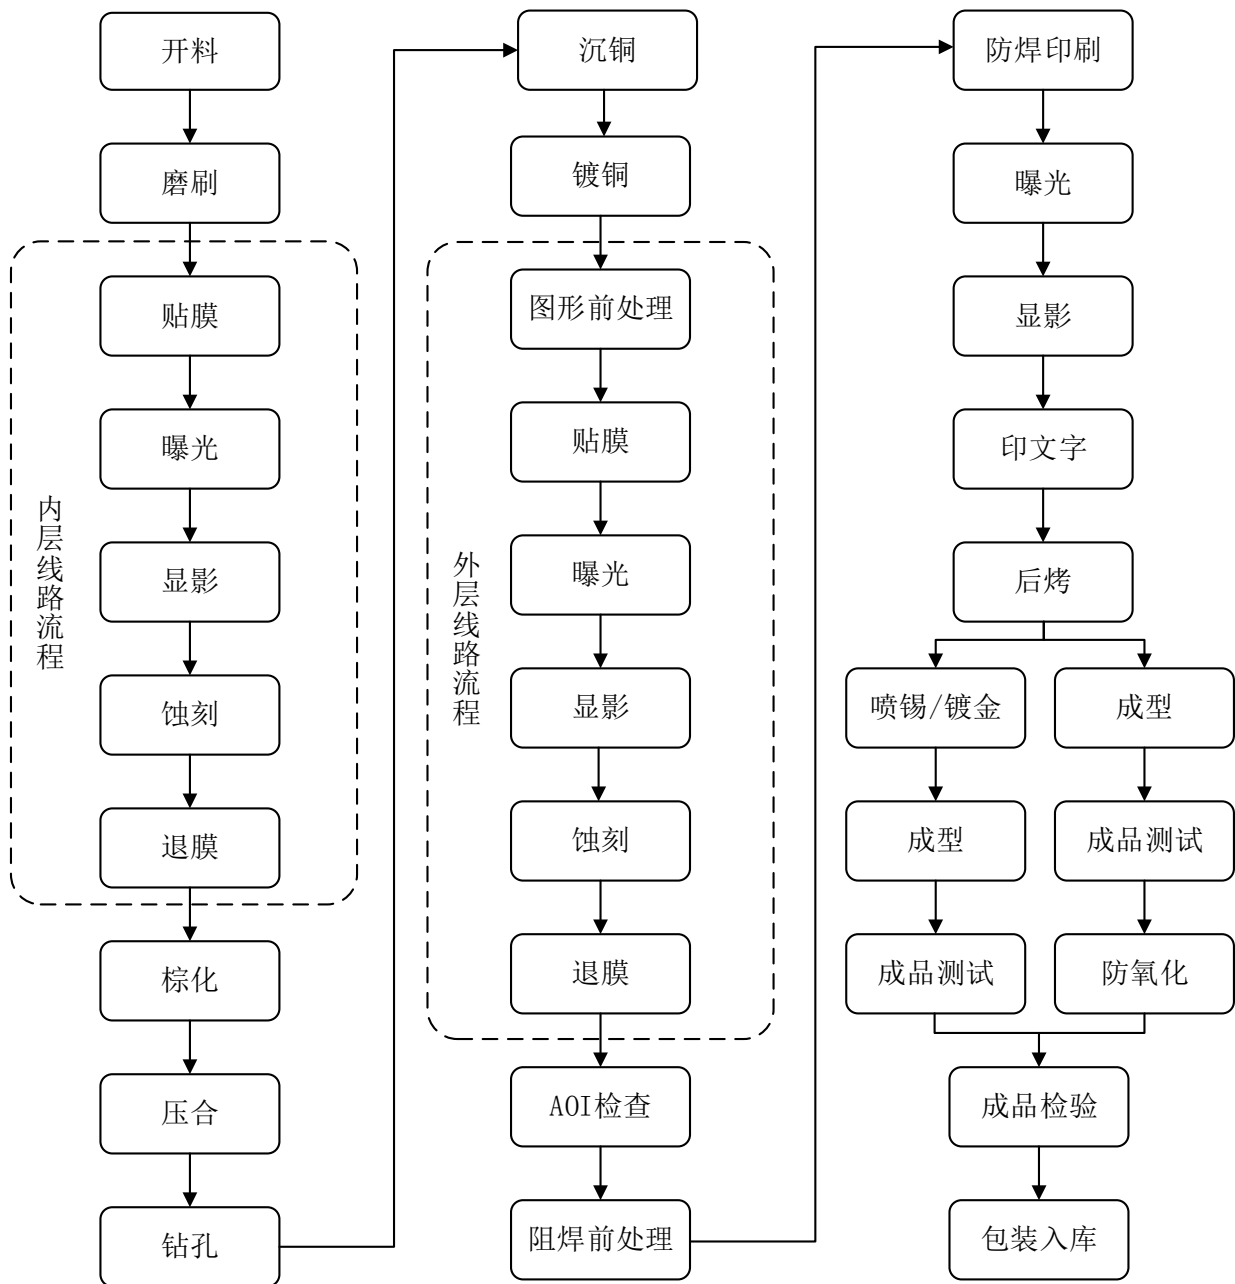 开料
磨刷
内层线路流程
贴膜
曝光
显影
蚀刻
退膜
棕化
压合
钻孔
沉铜
镀铜
外层线路流程
图形前处理
贴膜
曝光
显影
蚀刻
退膜
AOI检查
阻焊前处理
防焊印刷
曝光
显影
印文字
后烤
喷锡/镀金
成型
成品测试
成型
成品测试
防氧化
成品检验
包装入库